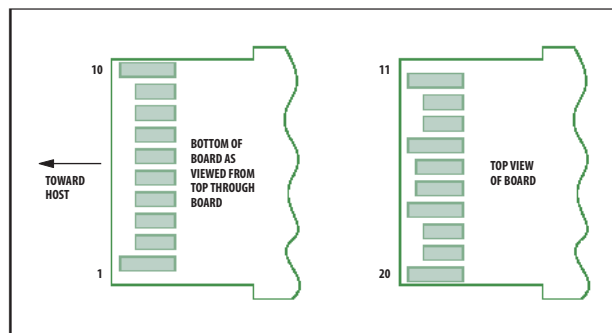 10
1
TOWARD
HOST
BOTTOM OF
BOARD AS
VIEWED FROM
TOP THROUGH
BOARD
11
20
TOP VIEW
OF BOARD